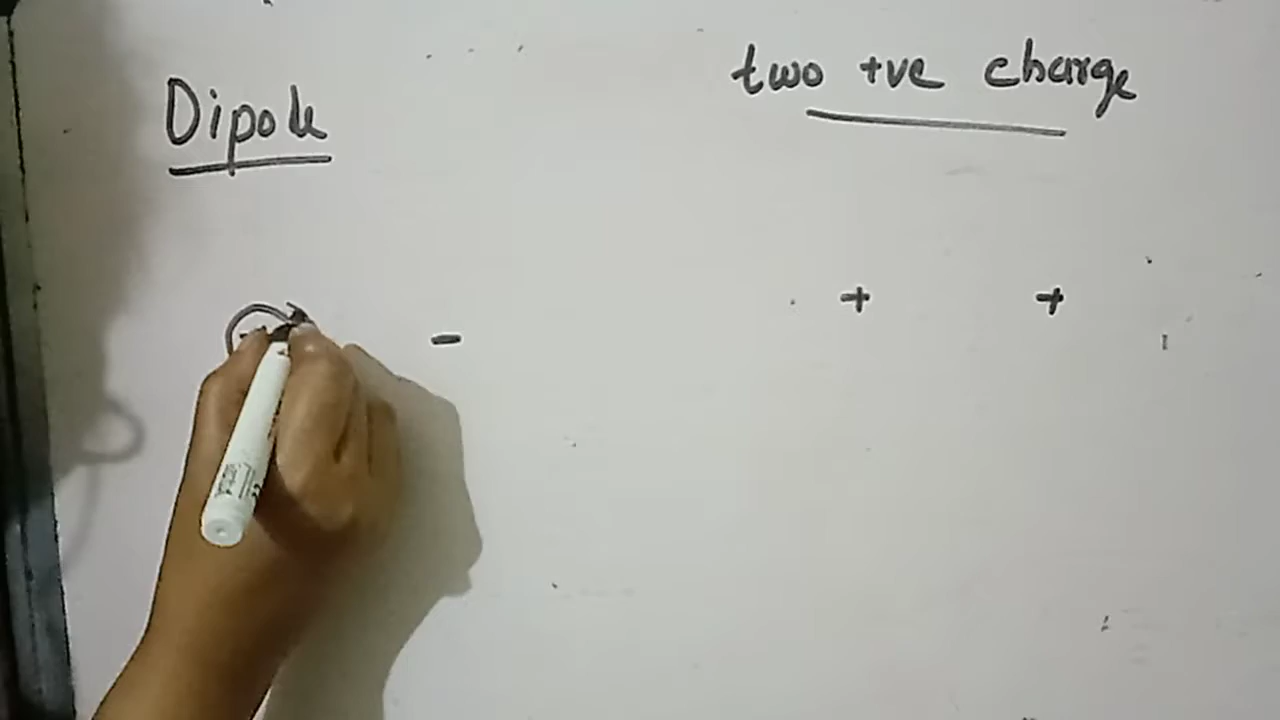 Dipole
two +ve charge
-
+ +